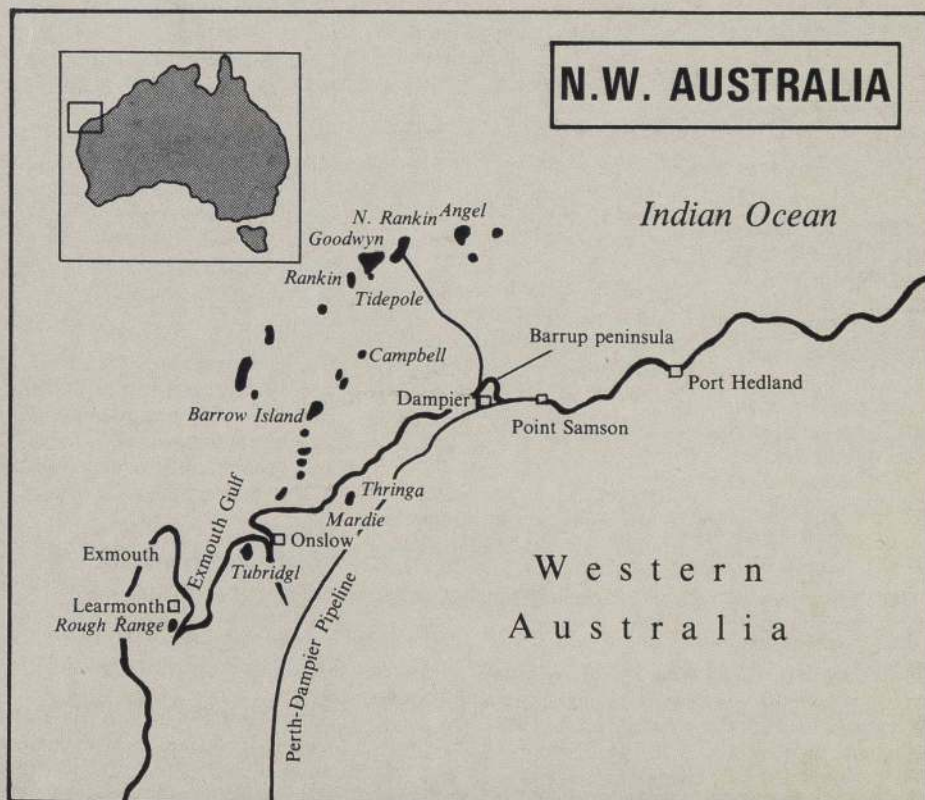 N.W. AUSTRALIA
Indian Ocean
N. Rankin
Angel
Goodwyn
Rankin
Tidepole
Campbell
Barrow Island
Barrup peninsula
Dampier
Port Hedland
Point Samson
Thringa
Mardie
Exmouth Gulf
Onslow
Tubridgl
Exmouth
Learmonth
Rough Range
Perth-Dampier Pipeline
Western
Australia